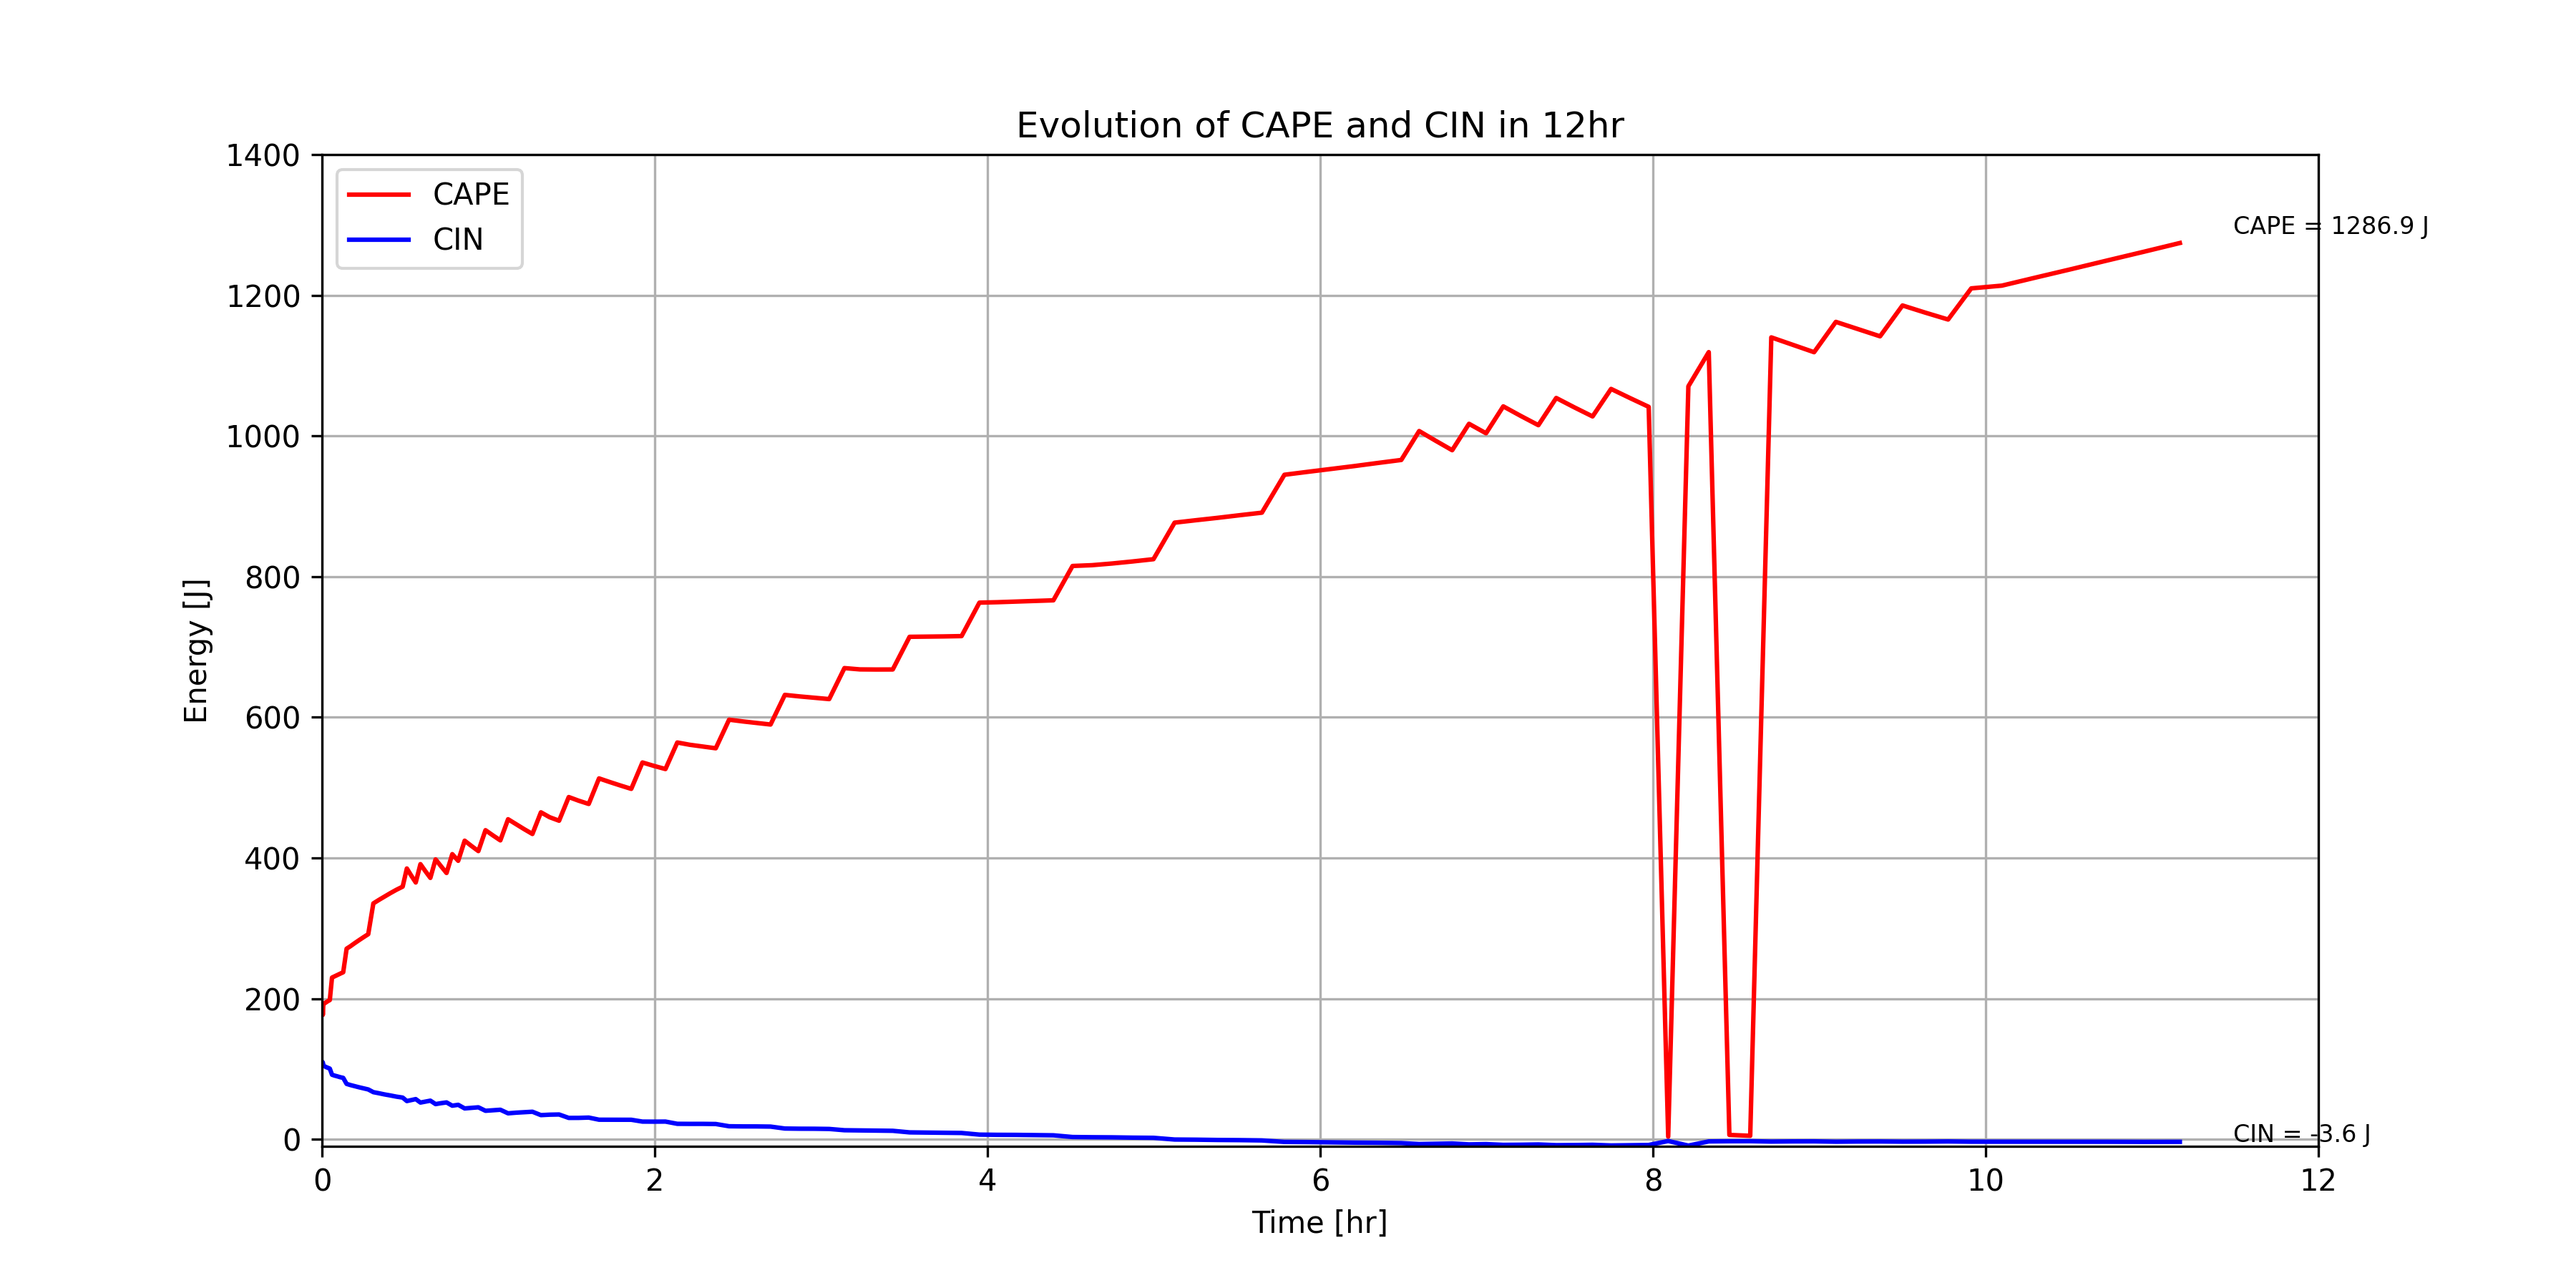 Evolution of CAPE and CIN in 12hr
1400
1200
1000
800
600
400
200
0
Energy [J]
CAPE
CIN
CAPE = 1286.9 J
CIN = -3.6 J
0 2 4 6 8 10 12
Time [hr]